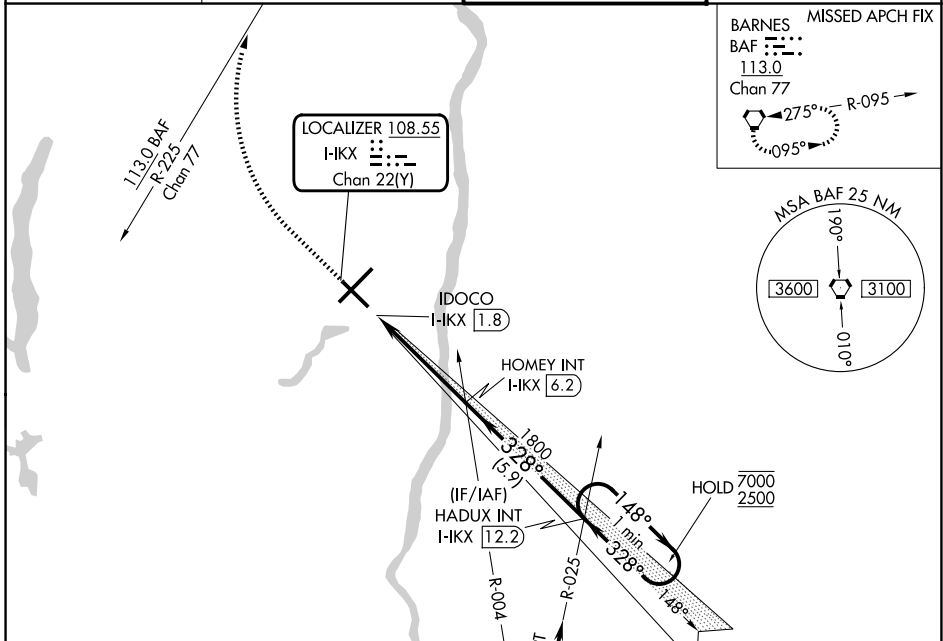 MISSED APCH FIX
BARNES
BAF
113.0
Chan 77
275°
R-095
095°
113.0 BAF
R-225
Chan 77
LOCALIZER 108.55
I-IKX
Chan 22(Y)
MSA BAF 25 NM
190°
3600
3100
010°
IDOCO
I-IKX 1.8
HOMEY INT
I-IKX 6.2
1800
328°
(5.9)
(IF/IAF)
HADUX INT
I-IKX 12.2
HOLD 7000
2500
148°
1 min
328°
148°
R-004
R-025